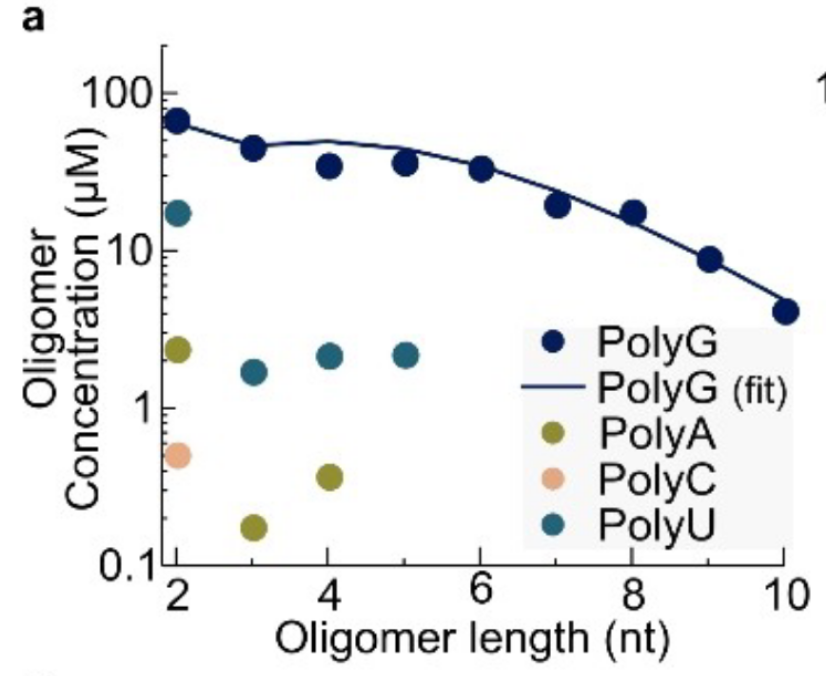 a
100
10
1
0.1
Oligomer
Concentration (μM)
PolyG
PolyG (fit)
PolyA
PolyC
PolyU
2 4 6 8 10
Oligomer length (nt)
1